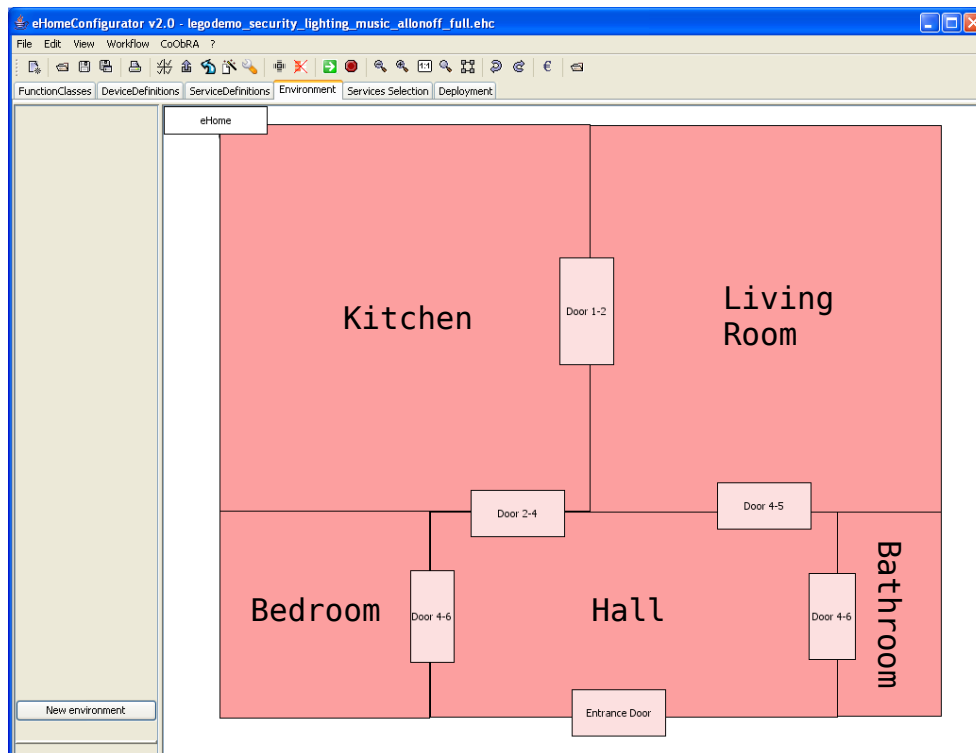 eHomeConfigurator v2.0 - legodemo_security_lighting_music_allonoff_full.ehc
File Edit View Workflow CoObRA ?
1:1 €
FunctionClasses DeviceDefinitions ServiceDefinitions Environment Services Selection Deployment
eHome
Kitchen
Door 1-2
Living
Room
Door 2-4
Door 4-5
Bedroom
Door 4-6
Hall
Door 4-6
Bathroom
Entrance Door
New environment